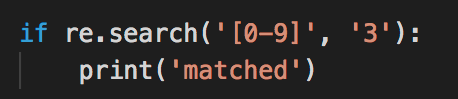 if re.search('[0-9]', '3'):
    print('matched')